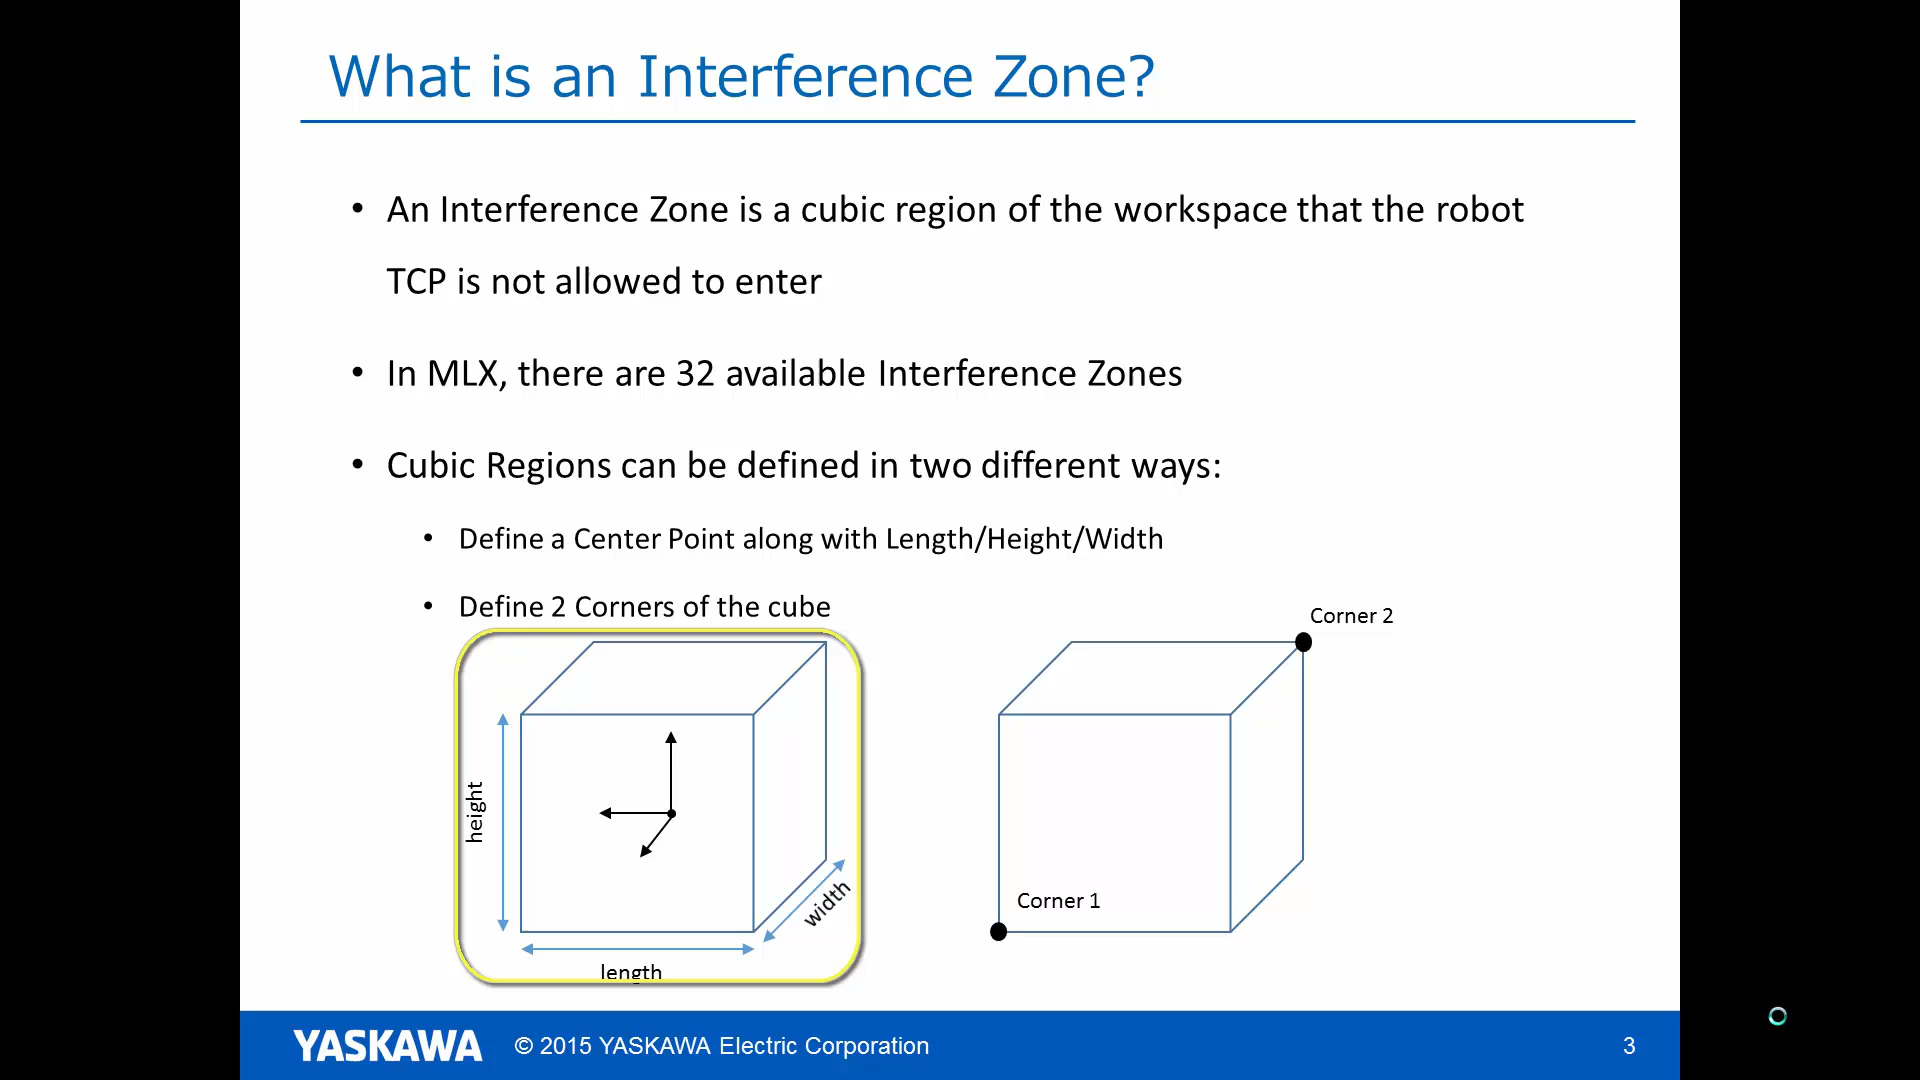 What is an Interference Zone?
• An Interference Zone is a cubic region of the workspace that the robot
TCP is not allowed to enter
• In MLX, there are 32 available Interference Zones
• Cubic Regions can be defined in two different ways:
• Define a Center Point along with Length/Height/Width
• Define 2 Corners of the cube
height
width
length
Corner 2
Corner 1
YASKAWA © 2015 YASKAWA Electric Corporation 3